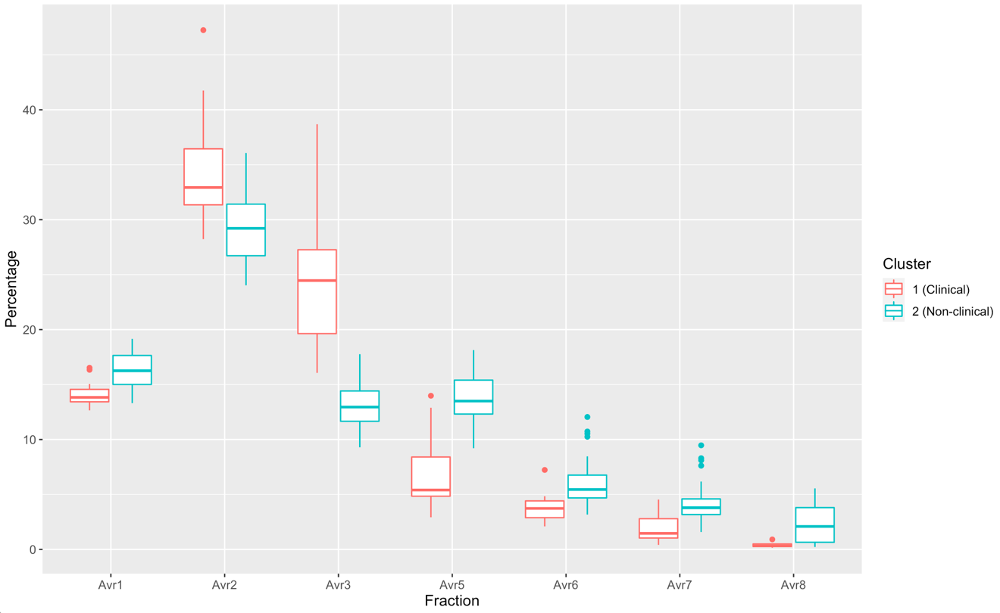 Percentage
40
30
20
10
0
Avr1 Avr2 Avr3 Avr5 Avr6 Avr7 Avr8
Fraction
Cluster
1 (Clinical)
2 (Non-clinical)